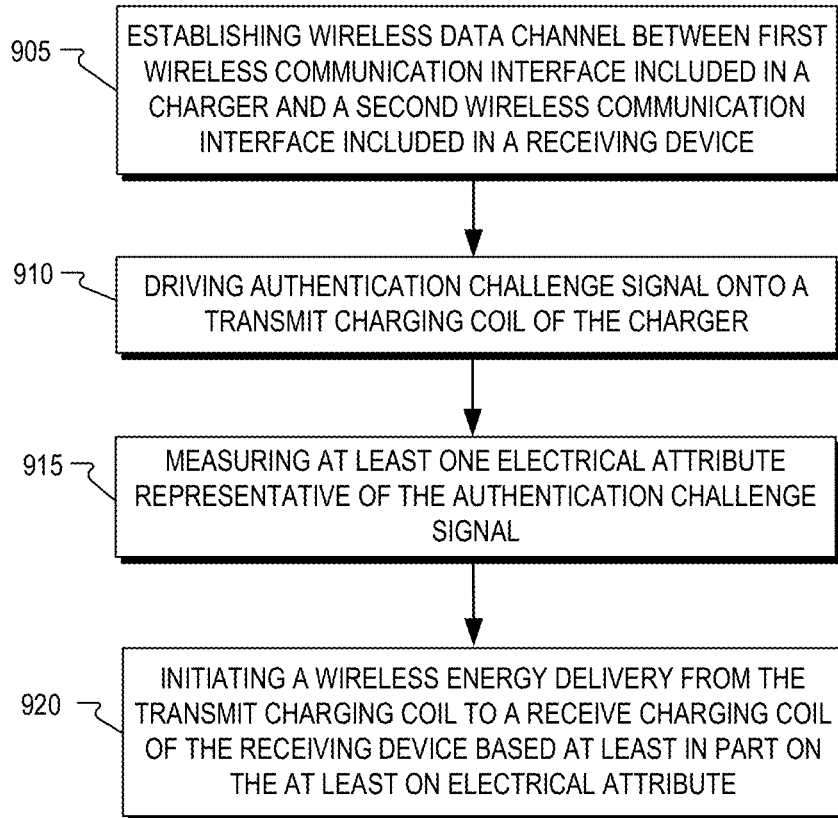 905
ESTABLISHING WIRELESS DATA CHANNEL BETWEEN FIRST
WIRELESS COMMUNICATION INTERFACE INCLUDED IN A
CHARGER AND A SECOND WIRELESS COMMUNICATION
INTERFACE INCLUDED IN A RECEIVING DEVICE
910
DRIVING AUTHENTICATION CHALLENGE SIGNAL ONTO A
TRANSMIT CHARGING COIL OF THE CHARGER
915
MEASURING AT LEAST ONE ELECTRICAL ATTRIBUTE
REPRESENTATIVE OF THE AUTHENTICATION CHALLENGE
SIGNAL
920
INITIATING A WIRELESS ENERGY DELIVERY FROM THE
TRANSMIT CHARGING COIL TO A RECEIVE CHARGING COIL
OF THE RECEIVING DEVICE BASED AT LEAST IN PART ON
THE AT LEAST ON ELECTRICAL ATTRIBUTE